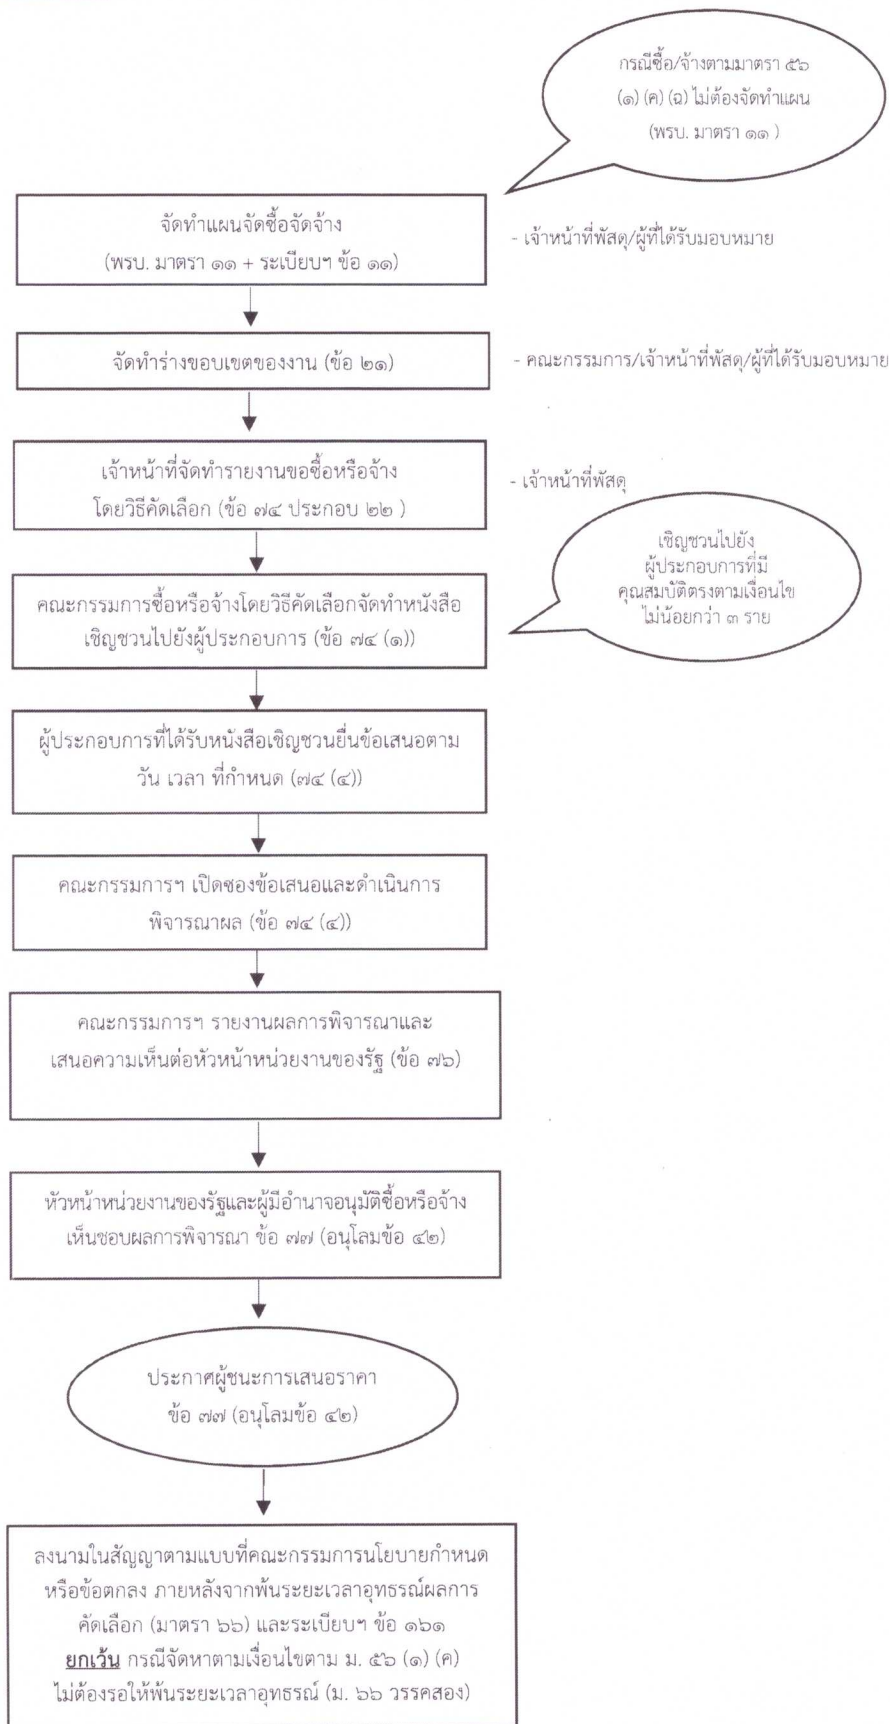 กรณีซื้อ/จ้างตามมาตรา ๕๖
(๑) (ค) (ฉ) ไม่ต้องจัดทำแผน
(พรบ. มาตรา ๑๑ )
จัดทำแผนจัดซื้อจัดจ้าง
(พรบ. มาตรา ๑๑ + ระเบียบฯ ข้อ ๑๑)
- เจ้าหน้าที่พัสดุ/ผู้ที่ได้รับมอบหมาย
จัดทำร่างขอบเขตของงาน (ข้อ ๒๑)
- คณะกรรมการ/เจ้าหน้าที่พัสดุ/ผู้ที่ได้รับมอบหมาย
เจ้าหน้าที่จัดทำรายงานขอซื้อหรือจ้าง
โดยวิธีคัดเลือก (ข้อ ๗๔ ประกอบ ๒๒ )
- เจ้าหน้าที่พัสดุ
เชิญชวนไปยัง
ผู้ประกอบการที่มี
คุณสมบัติตรงตามเงื่อนไข
ไม่น้อยกว่า ๓ ราย
คณะกรรมการซื้อหรือจ้างโดยวิธีคัดเลือกจัดทำหนังสือ
เชิญชวนไปยังผู้ประกอบการ (ข้อ ๗๔ (๑))
ผู้ประกอบการที่ได้รับหนังสือเชิญชวนยื่นข้อเสนอตาม
วัน เวลา ที่กำหนด (๗๔ (๔))
คณะกรรมการฯ เปิดซองข้อเสนอและดำเนินการ
พิจารณาผล (ข้อ ๗๔ (๔))
คณะกรรมการฯ รายงานผลการพิจารณาและ
เสนอความเห็นต่อหัวหน้าหน่วยงานของรัฐ (ข้อ ๗๖)
หัวหน้าหน่วยงานของรัฐและผู้มีอำนาจอนุมัติซื้อหรือจ้าง
เห็นชอบผลการพิจารณา ข้อ ๗๗ (อนุโลมข้อ ๔๒)
ประกาศผู้ชนะการเสนอราคา
ข้อ ๗๗ (อนุโลมข้อ ๔๒)
ลงนามในสัญญาตามแบบที่คณะกรรมการนโยบายกำหนด
หรือข้อตกลง ภายหลังจากพ้นระยะเวลาอุทธรณ์ผลการ
คัดเลือก (มาตรา ๖๖) และระเบียบฯ ข้อ ๑๖๑
ยกเว้น กรณีจัดหาตามเงื่อนไขตาม ม. ๕๖ (๑) (ค)
ไม่ต้องรอให้พ้นระยะเวลาอุทธรณ์ (ม. ๖๖ วรรคสอง)